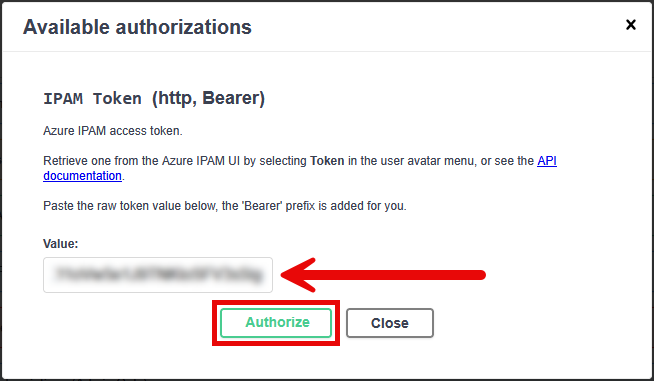 Available authorizations
×
IPAM Token (http, Bearer)
Azure IPAM access token.
Retrieve one from the Azure IPAM UI by selecting Token in the user avatar menu, or see the API
documentation.
Paste the raw token value below, the 'Bearer' prefix is added for you.
Value:
Authorize Close